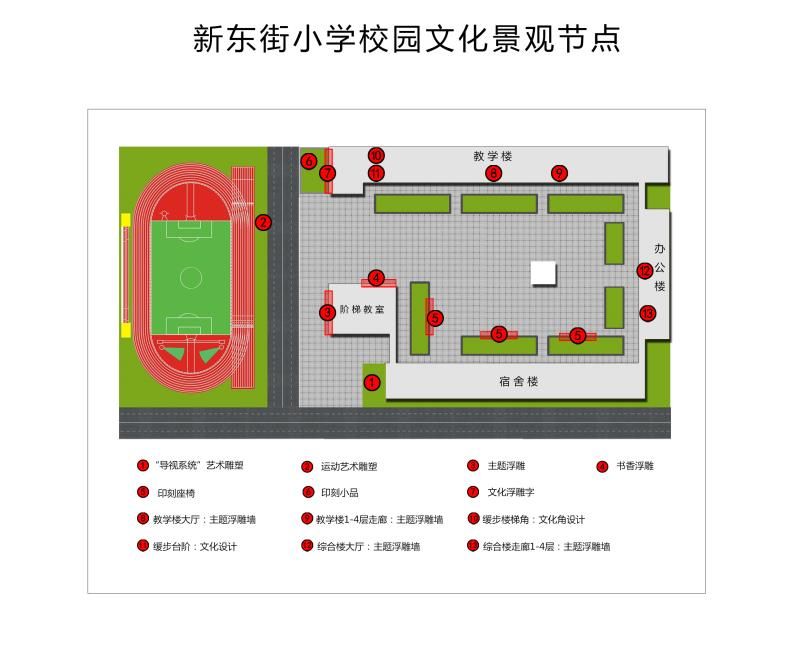 新东街小学校园文化景观节点
6
10
教学楼
7
11
8
9
2
办公楼
12
4
3
阶梯教室
5
13
5
5
1
宿舍楼
1 “导视系统”艺术雕塑
2 运动艺术雕塑
3 主题浮雕
4 书香浮雕
5 印刻座椅
6 印刻小品
7 文化浮雕字
8 教学楼大厅：主题浮雕墙
9 教学楼1-4层走廊：主题浮雕墙
10 缓步楼梯角：文化角设计
11 缓步台阶：文化设计
12 综合楼大厅：主题浮雕墙
13 综合楼走廊1-4层：主题浮雕墙